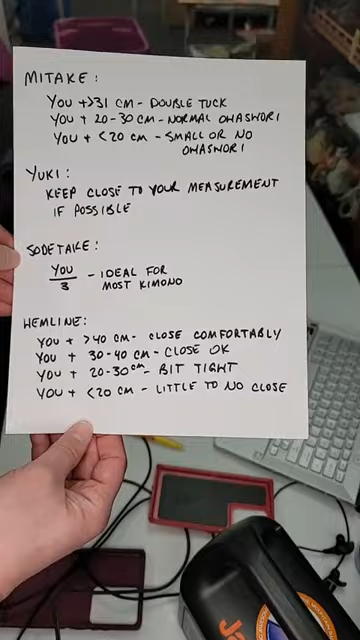 MITAKE:
YOU +>31 CM - DOUBLE TUCK
YOU + 20-30 CM - NORMAL OHASHORI
YOU + <20 CM - SMALL OR NO
OHASHORI
YUKI:
KEEP CLOSE TO YOUR MEASUREMENT
IF POSSIBLE
SODETAKE:
YOU
3
- IDEAL FOR
MOST KIMONO
HEMLINE:
YOU + >40 CM - CLOSE COMFORTABLY
YOU + 30-40 CM - CLOSE OK
YOU + 20-30 CM - BIT TIGHT
YOU + <20 CM - LITTLE TO NO CLOSE